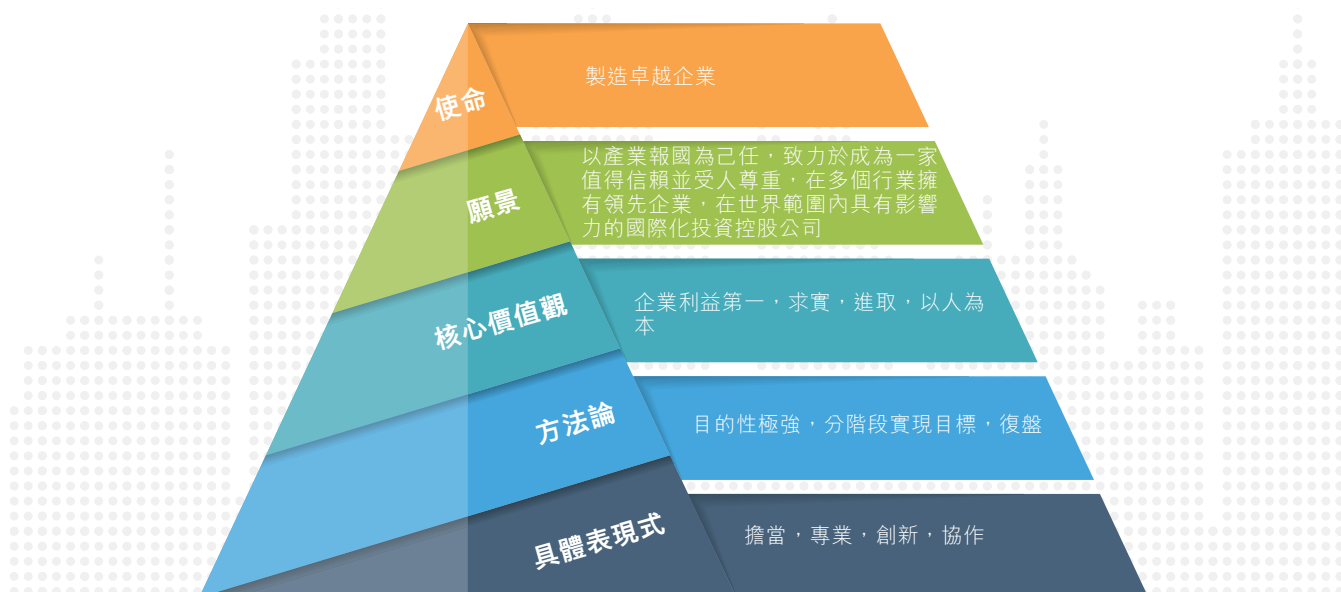 使命
製造卓越企業
願景
以產業報國為己任，致力於成為一家
值得信賴並受人尊重，在多個行業擁
有領先企業，在世界範圍內具有影響
力的國際化投資控股公司
核心價值觀
企業利益第一，求實，進取，以人為
本
方法論
目的性極強，分階段實現目標，復盤
具體表現式
擔當，專業，創新，協作